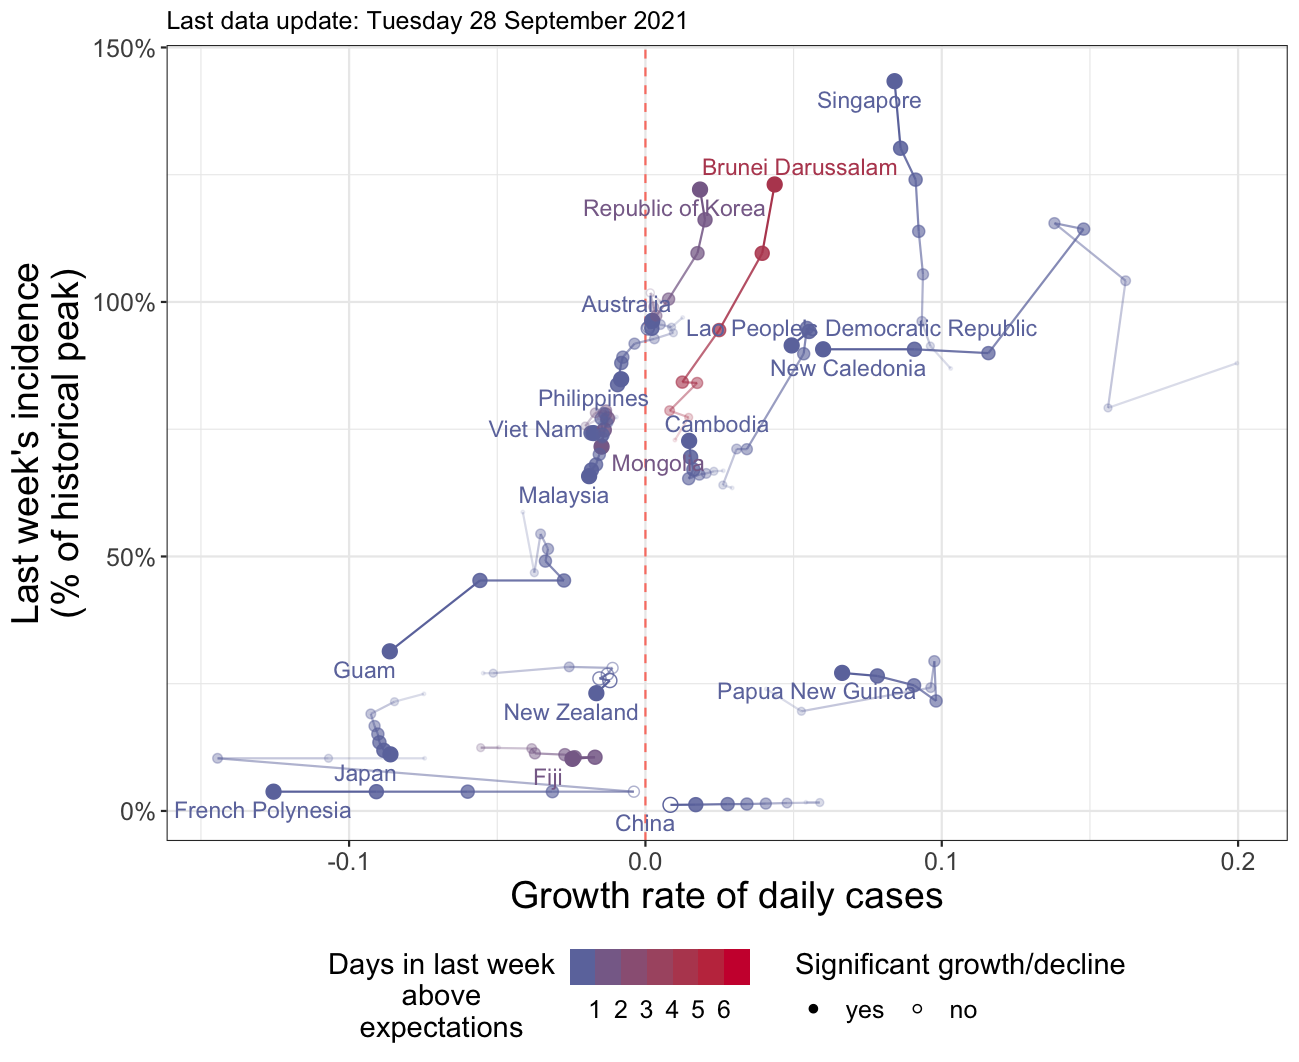 Last data update: Tuesday 28 September 2021
150%
100%
50%
0%
Last week's incidence
(% of historical peak)
Singapore
Brunei Darussalam
Republic of Korea
Australia
Lao People's Democratic Republic
New Caledonia
Philippines
Viet Nam
Cambodia
Mongolia
Malaysia
Guam
Papua New Guinea
New Zealand
Japan
Fiji
French Polynesia
China
-0.1
0.0
0.1
0.2
Growth rate of daily cases
Days in last week
above
expectations
1 2 3 4 5 6
Significant growth/decline
yes
no